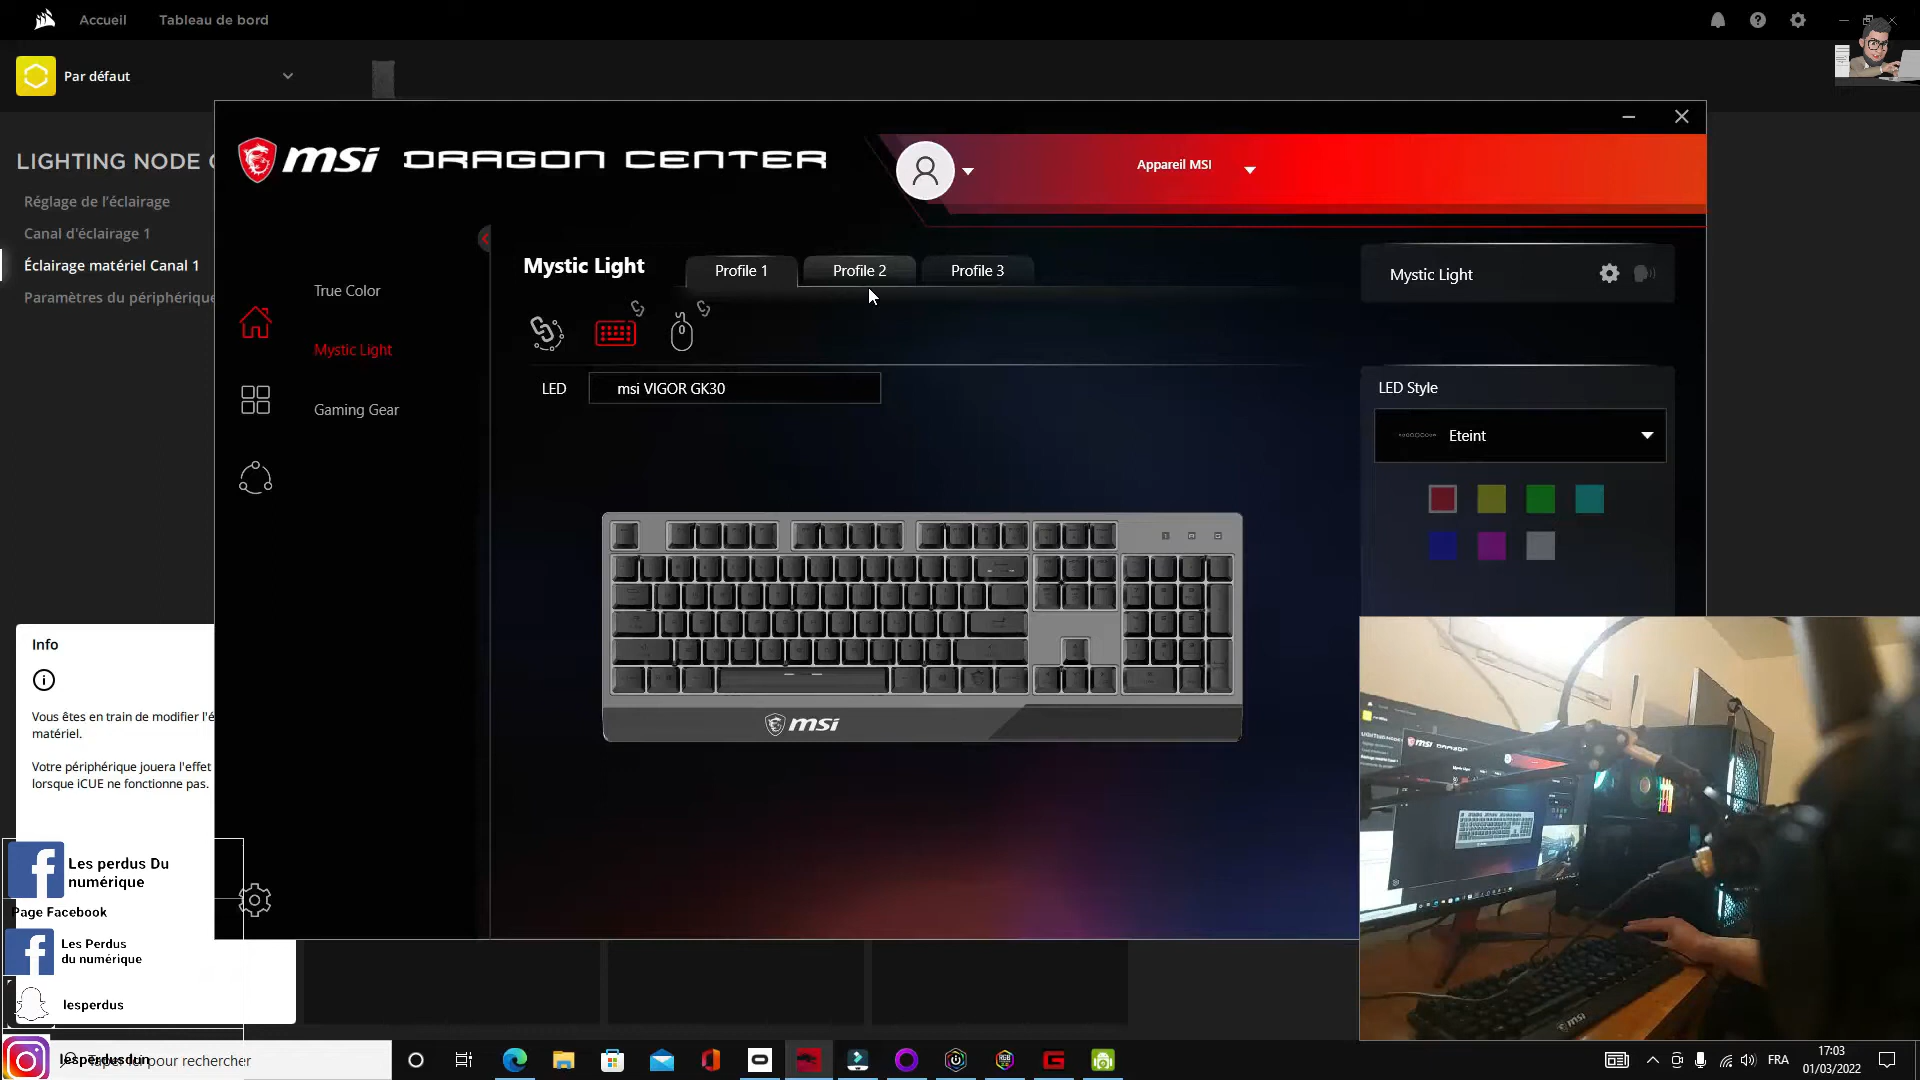 Accueil
Tableau de bord
Par défaut
LIGHTING NODE
Réglage de l'éclairage
Canal d'éclairage 1
Éclairage matériel Canal 1
Paramètres du périphérique
msi DRAGON CENTER
Appareil MSI
True Color
Mystic Light
Gaming Gear
Mystic Light
Profile 1
Profile 2
Profile 3
LED
msi VIGOR GK30
msi
Mystic Light
LED Style
Eteint
Info
Vous êtes en train de modifier l'é
matériel.
Votre périphérique jouera l'effet
lorsque iCUE ne fonctionne pas.
Les perdus Du
numérique
Page Facebook
Les Perdus
du numérique
lesperdus
lesperdusdun
pour rechercher
FRA
17:03
01/03/2022